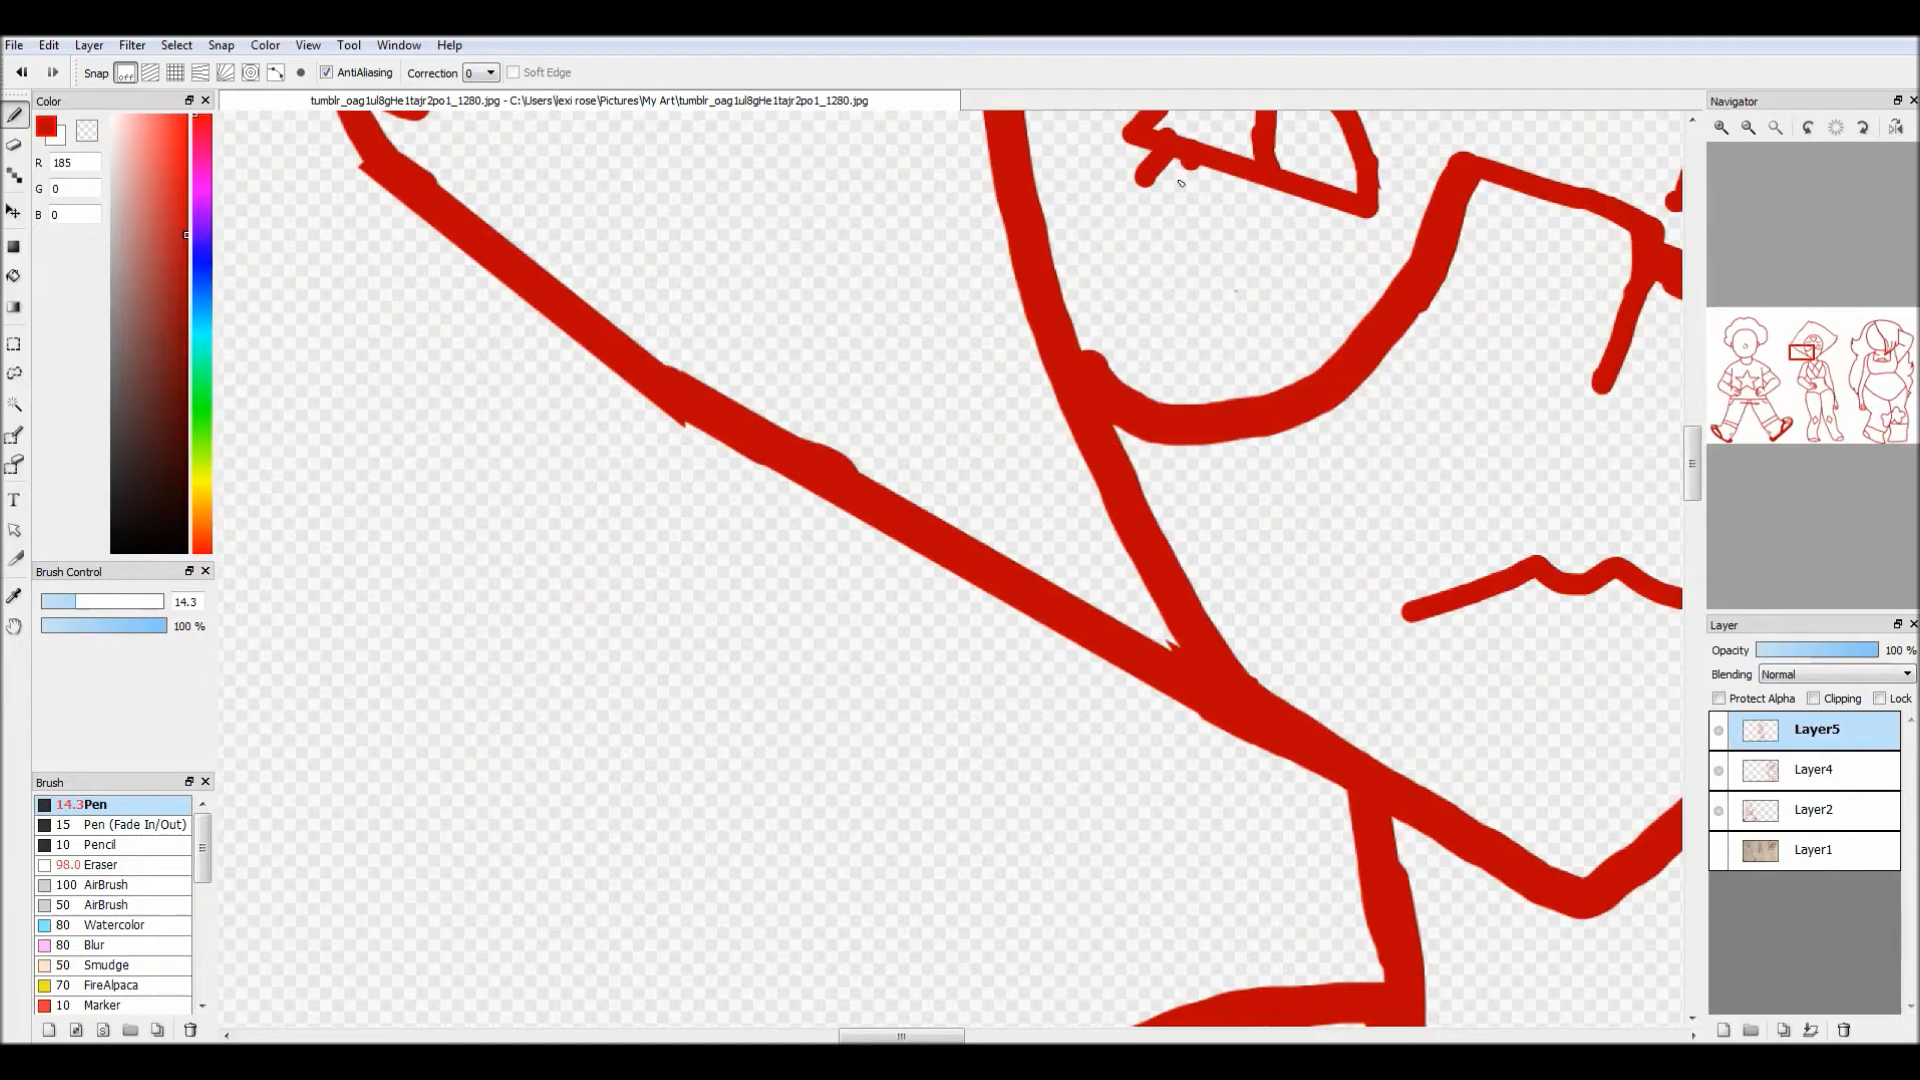 File Edit Layer Filter Select Snap Color View Tool Window Help
Snap off AntiAliasing Correction 0 Soft Edge
Color
tumblr_oag1ul8gHe1tajr2po1_1280.jpg - C:\Users\lexi rose\Pictures\My Art\tumblr_oag1ul8gHe1tajr2po1_1280.jpg
Navigator
R 185
G 0
B 0
Brush Control
14.3
100 %
Brush
14.3 Pen
15 Pen (Fade In/Out)
10 Pencil
98.0 Eraser
100 AirBrush
50 AirBrush
80 Watercolor
80 Blur
50 Smudge
70 FireAlpaca
10 Marker
Layer
Opacity 100 %
Blending Normal
Protect Alpha Clipping Lock
Layer5
Layer4
Layer2
Layer1